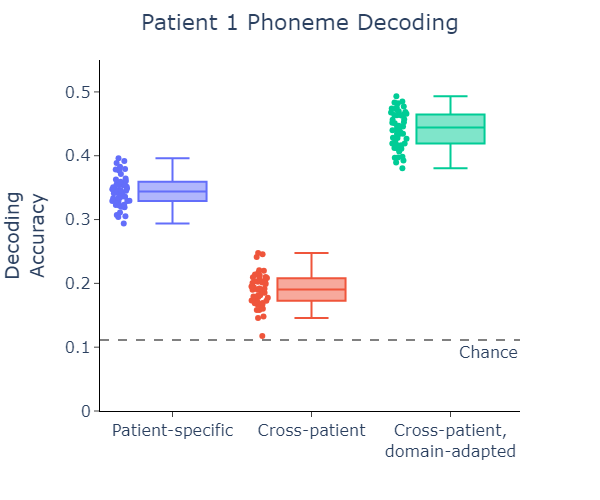 Patient 1 Phoneme Decoding
Decoding
Accuracy
0.5
0.4
0.3
0.2
0.1
0
Chance
Patient-specific
Cross-patient
Cross-patient,
domain-adapted